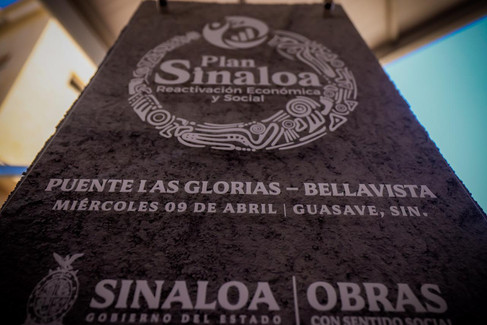 Plan
Sinaloa
Reactivación Económica
y Social
PUENTE LAS GLORIAS – BELLAVISTA
MIÉRCOLES 09 DE ABRIL | GUASAVE, SIN.
SINALOA | OBRAS
GOBIERNO DEL ESTADO | CON SENTIDO SOCIAL